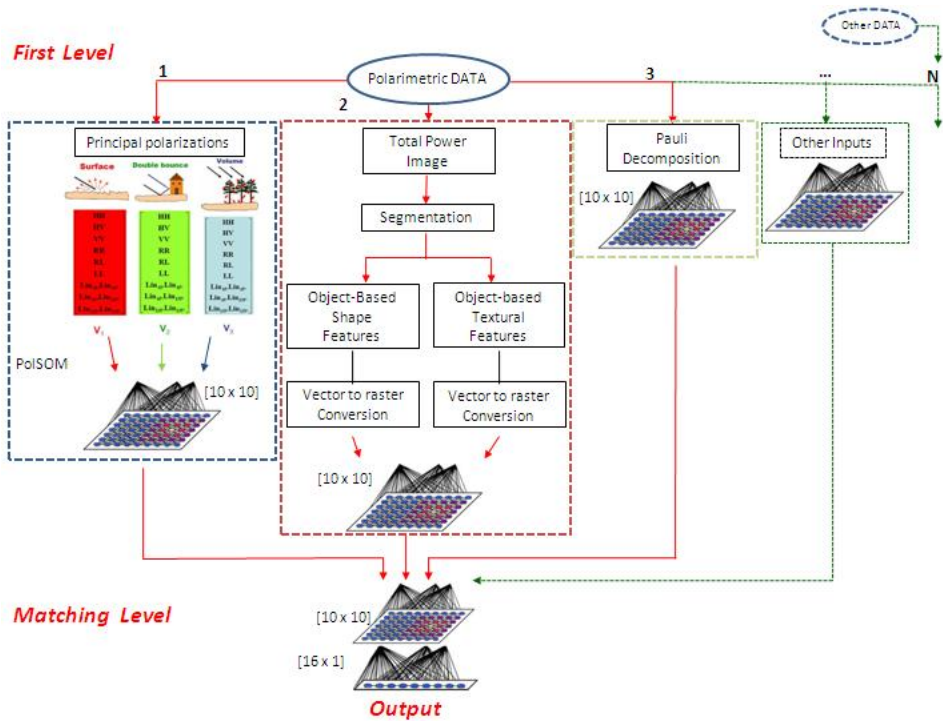 Other DATA
First Level
1
Polarimetric DATA
3
...
N
2
Principal polarizations
Surface
Double bounce
Volume
HH
HV
VV
RR
RL
LL
HH
HV
VV
RR
RL
LL
HH
HV
VV
RR
RL
LL
V1
V2
V3
PolSOM
[10 x 10]
Total Power
Image
Segmentation
Object-Based
Shape
Features
Object-based
Textural
Features
Vector to raster
Conversion
Vector to raster
Conversion
[10 x 10]
Pauli
Decomposition
[10 x 10]
Other Inputs
Matching Level
[10 x 10]
[16 x 1]
Output